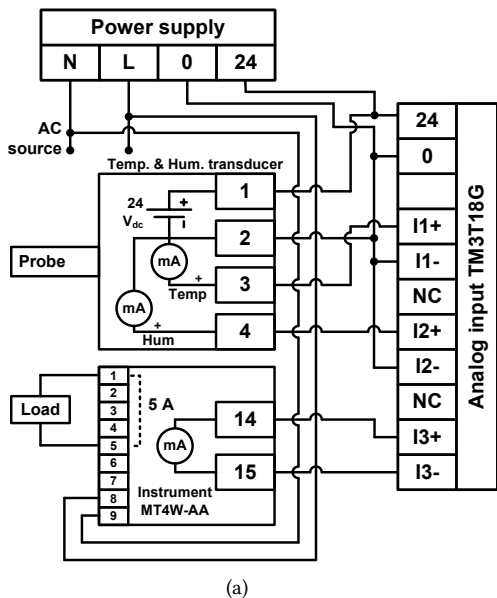 Power supply
N L 0 24
AC
source
Temp. & Hum. transducer
24
Vdc
+
-
1
2
3
4
mA
+
Temp
mA
+
Hum
Probe
Load
1
2
3
4
5
6
7
8
9
5 A
mA
14
15
Instrument
MT4W-AA
24
0
I1+
I1-
NC
I2+
I2-
NC
I3+
I3-
Analog input TM3T18G
(a)